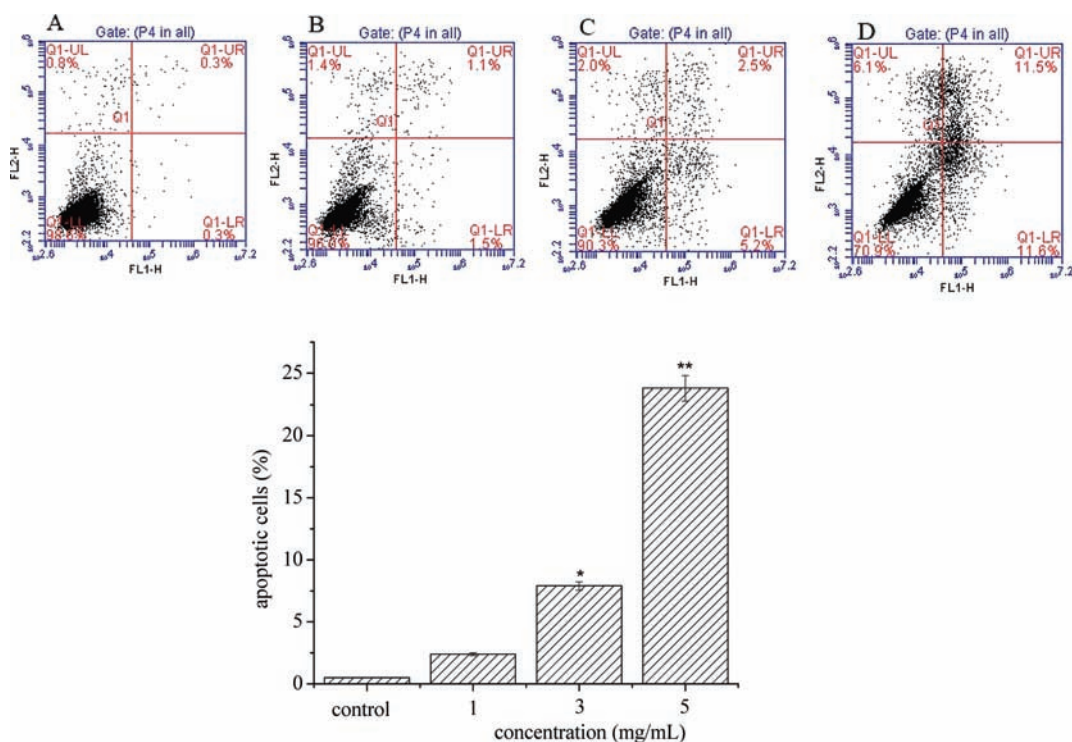 A
Gate: (P4 in all)
Q1-UL
0.8%
Q1-UR
0.3%
Q1
Q1-LR
0.3%
FL2-H
FL1-H
B
Gate: (P4 in all)
Q1-UL
1.4%
Q1-UR
1.1%
Q1
Q1-LR
1.5%
FL2-H
FL1-H
C
Gate: (P4 in all)
Q1-UL
2.0%
Q1-UR
2.5%
Q1
90.3%
Q1-LR
5.2%
FL2-H
FL1-H
D
Gate: (P4 in all)
Q1-UL
6.1%
Q1-UR
11.5%
70.9%
Q1-LR
11.6%
FL2-H
FL1-H
apoptotic cells (%)
25
20
15
10
5
0
*
**
control 1 3 5
concentration (mg/mL)